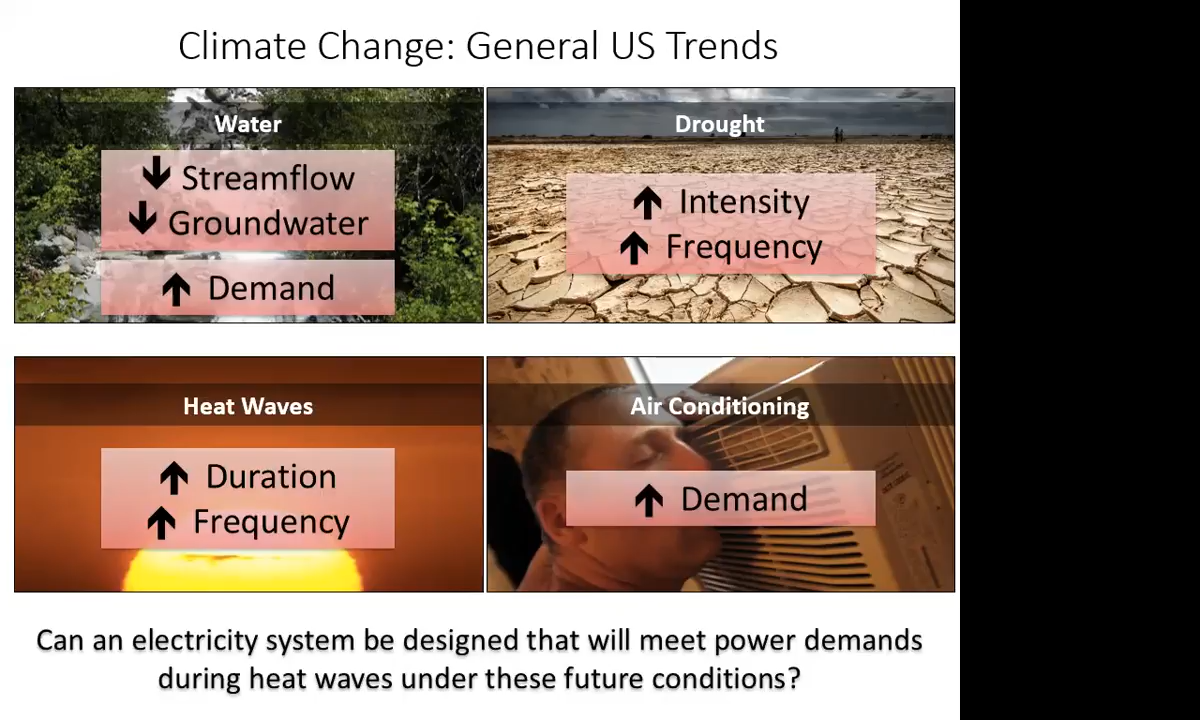 Climate Change: General US Trends
Water
↓ Streamflow
↓ Groundwater
↑ Demand
Drought
↑ Intensity
↑ Frequency
Heat Waves
↑ Duration
↑ Frequency
Air Conditioning
↑ Demand
Can an electricity system be designed that will meet power demands
during heat waves under these future conditions?